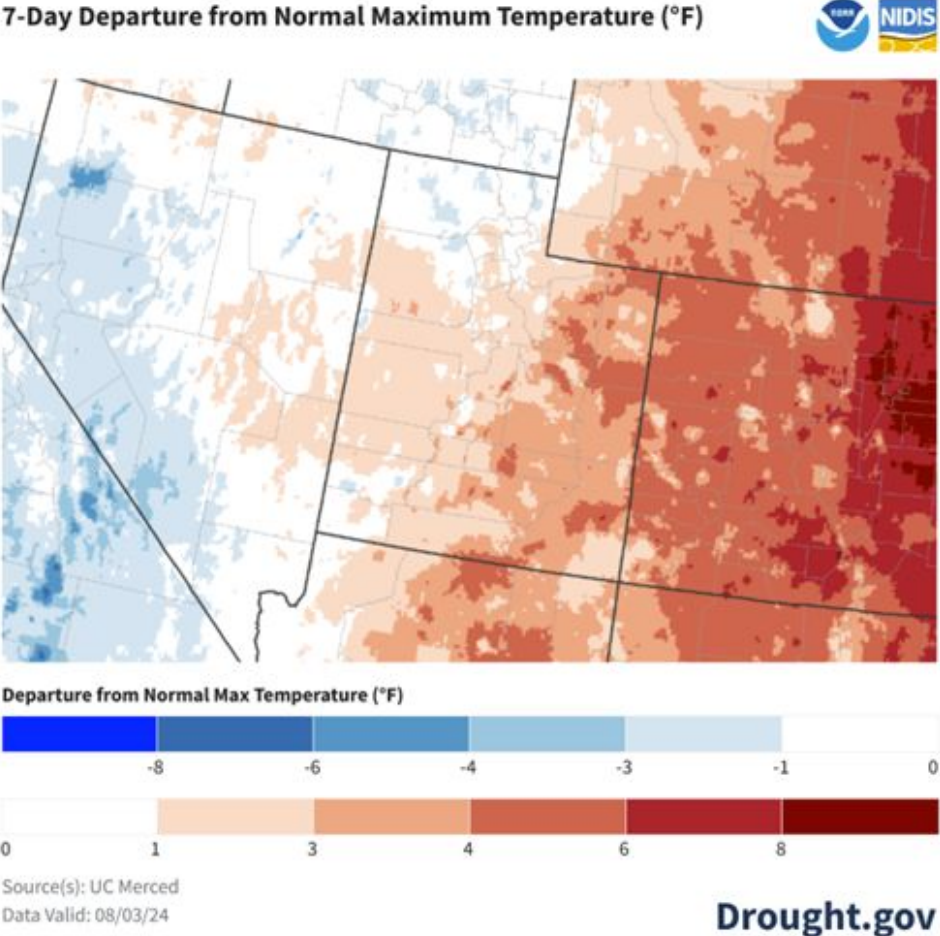 7-Day Departure from Normal Maximum Temperature (°F)
NOAA
NIDIS
Departure from Normal Max Temperature (°F)
-8 -6 -4 -3 -1 0
0 1 3 4 6 8
Source(s): UC Merced
Data Valid: 08/03/24
Drought.gov